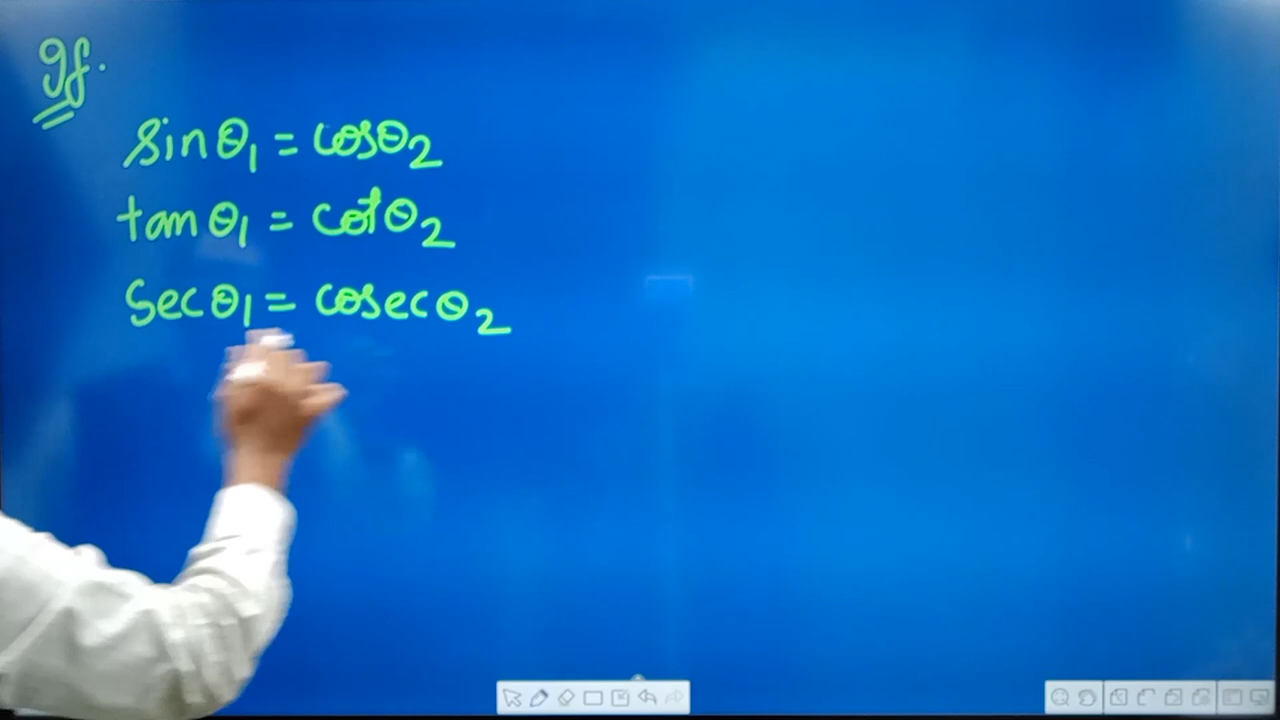 If.
sinθ₁ = cosθ₂
tanθ₁ = cotθ₂
Secθ₁ = cosecθ₂